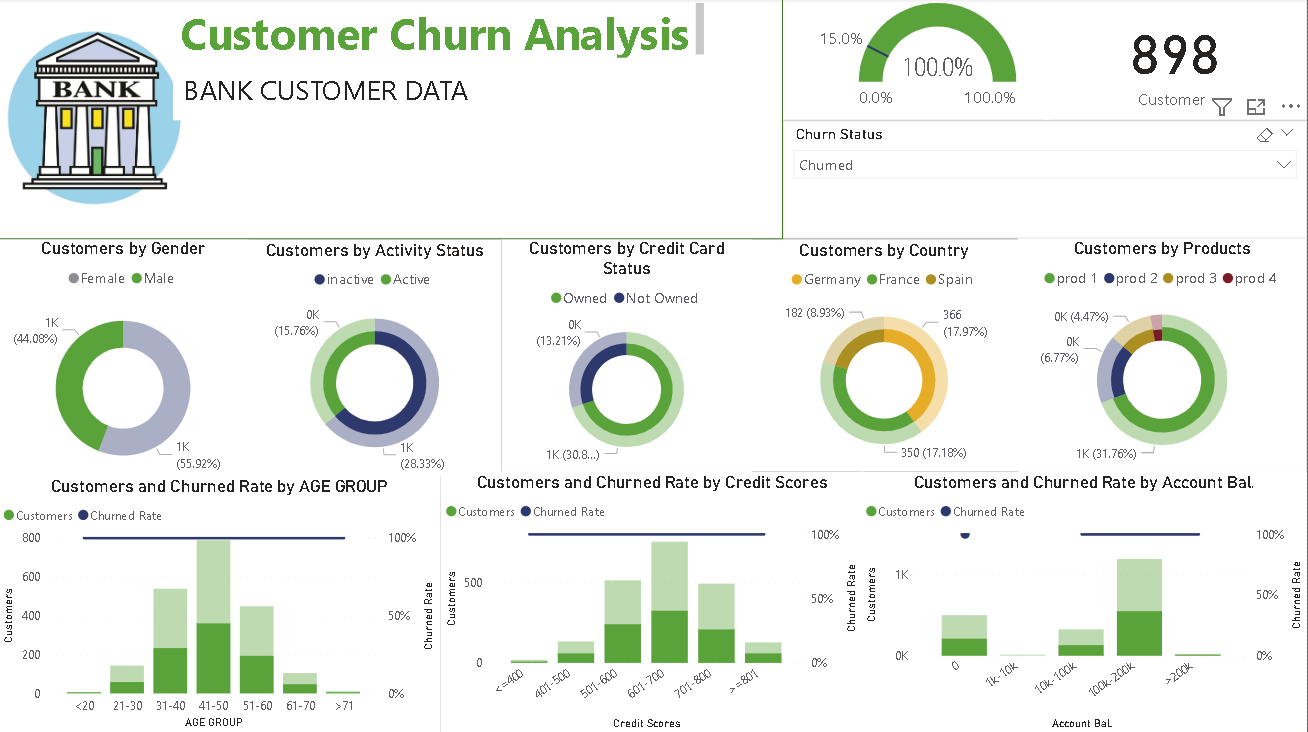 Customer Churn Analysis
BANK CUSTOMER DATA
BANK
15.0%
100.0%
0.0%
100.0%
898
Customer
Churn Status
Churned
Customers by Gender
Female Male
1K
(44.08%)
1K
(55.92%)
Customers by Activity Status
inactive Active
0K
(15.76%)
1K
(28.33%)
Customers by Credit Card
Status
Owned Not Owned
0K
(13.21%)
1K (30.8...)
Customers by Country
Germany France Spain
182 (8.93%)
366
(17.97%)
350 (17.18%)
Customers by Products
prod 1 prod 2 prod 3 prod 4
0K (4.47%)
0K
(6.77%)
1K (31.76%)
Customers and Churned Rate by AGE GROUP
Customers Churned Rate
800
600
400
200
0
Customers
100%
50%
0%
Churned Rate
<20 21-30 31-40 41-50 51-60 61-70 >71
AGE GROUP
Customers and Churned Rate by Credit Scores
Customers Churned Rate
500
0
Customers
100%
50%
0%
Churned Rate
<=400 401-500 501-600 601-700 701-800 >=801
Credit Scores
Customers and Churned Rate by Account Bal.
Customers Churned Rate
1K
0K
Customers
100%
50%
0%
Churned Rate
0 1k-10k 10k-100k 100k-200k >200k
Account Bal.